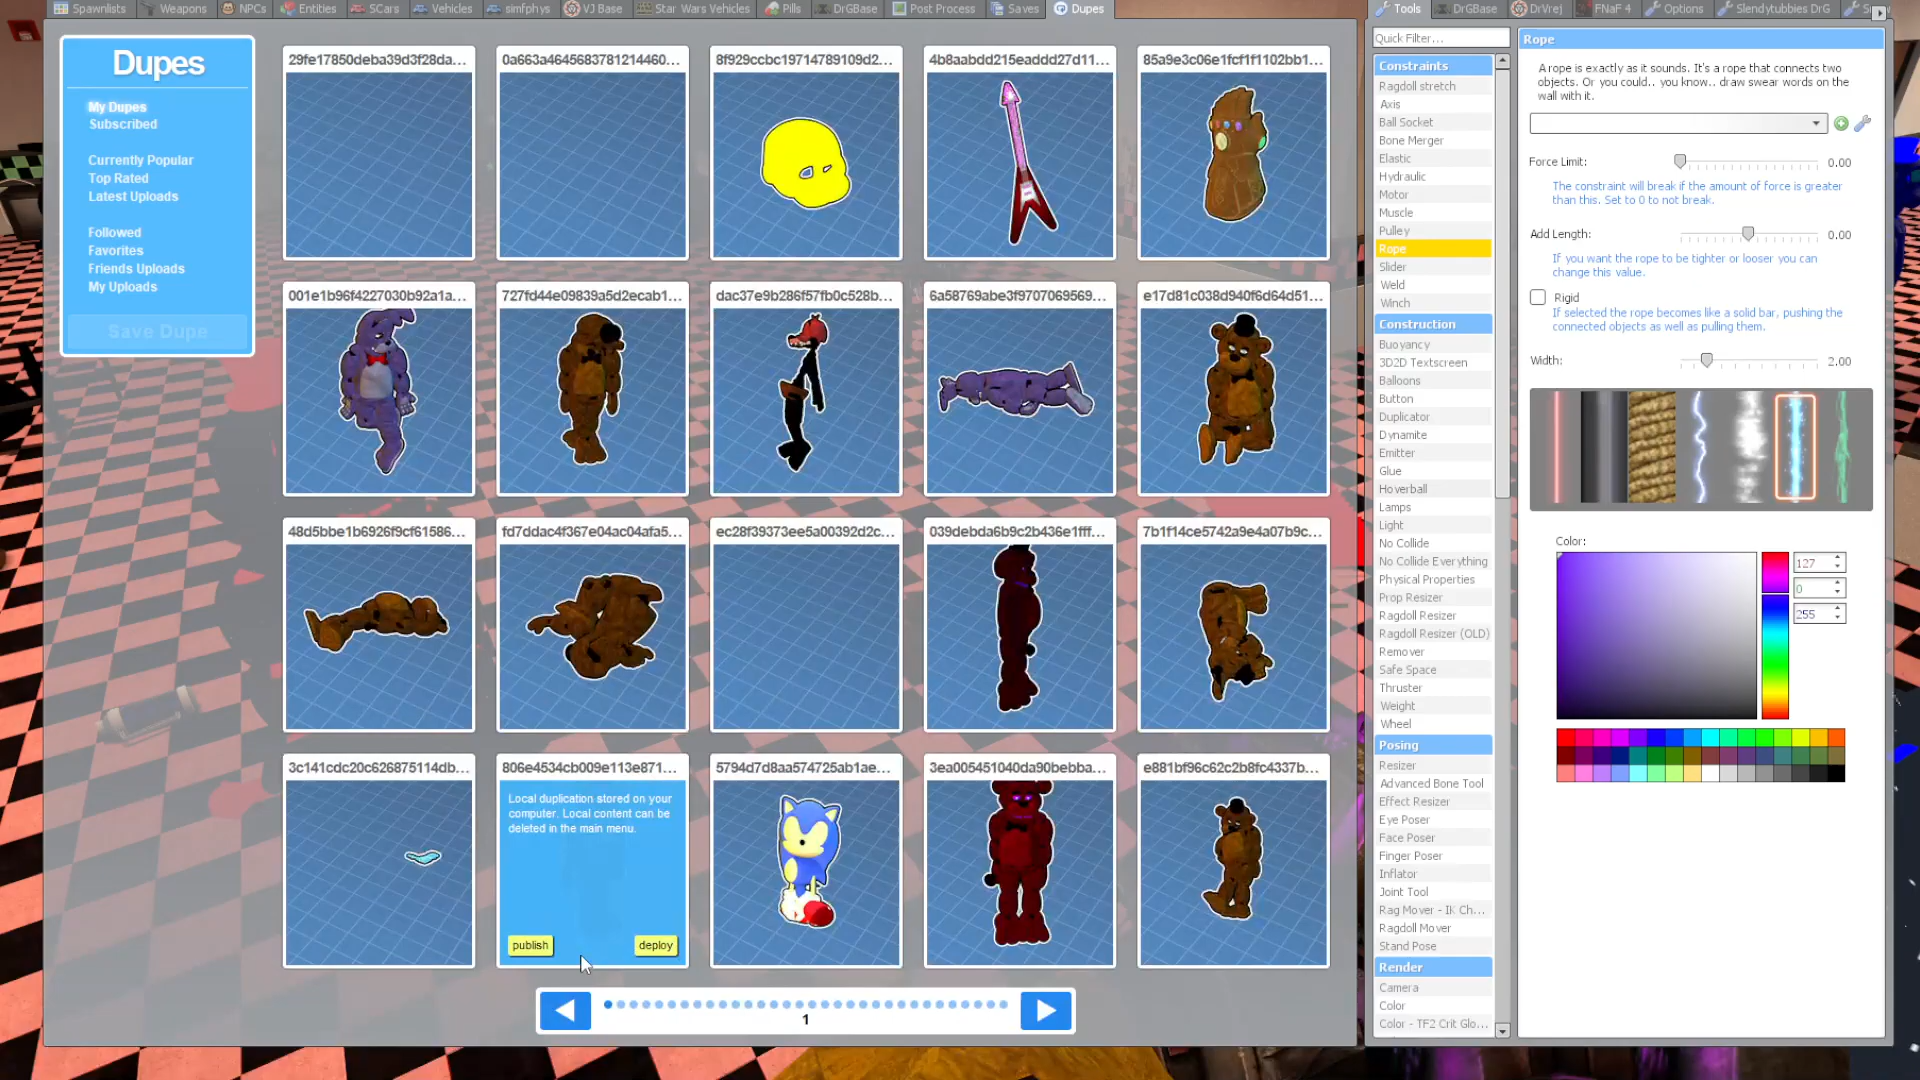 Spawnlists
Weapons
NPCs
Entities
SCars
Vehicles
simfphys
VJ Base
Star Wars Vehicles
Pills
DrGBase
Post Process
Saves
Dupes
Dupes
My Dupes
Subscribed
Currently Popular
Top Rated
Latest Uploads
Followed
Favorites
Friends Uploads
My Uploads
Save Dupe
29fe17850deba39d3f28da...
0a663a4645683781214460...
8f929ccbc19714789109d2...
4b8aabdd215eaddd27d11...
85a9e3c06e1fcf1f1102bb1...
001e1b96f4227030b92a1a...
727fd44e09839a5d2ecab1...
dac37e9b286f57fb0c528b...
6a58769abe3f9707069569...
e17d81c038d940f6d64d51...
48d5bbe1b6926f9cf61586...
fd7ddac4f367e04ac04afa5...
ec28f39373ee5a00392d2c...
039debda6b9c2b436e1fff...
7b1f14ce5742a9e4a07b9c...
3c141cdc20c626875114db...
806e4534cb009e113e871...
5794d7d8aa574725ab1ae...
3ea005451040da90bebba...
e881bf96c62c2b8fc4337b...
Local duplication stored on your
computer. Local content can be
deleted in the main menu.
publish
deploy
1
Tools
DrGBase
DrVrej
FNaF 4
Options
Slendytubbies DrG
Quick Filter...
Constraints
Ragdoll stretch
Axis
Ball Socket
Bone Merger
Elastic
Hydraulic
Motor
Muscle
Pulley
Rope
Slider
Weld
Winch
Construction
Buoyancy
3D2D Textscreen
Balloons
Button
Duplicator
Dynamite
Emitter
Glue
Hoverball
Lamps
Light
No Collide
No Collide Everything
Physical Properties
Prop Resizer
Ragdoll Resizer
Ragdoll Resizer (OLD)
Remover
Safe Space
Thruster
Weight
Wheel
Posing
Resizer
Advanced Bone Tool
Effect Resizer
Eye Poser
Face Poser
Finger Poser
Inflator
Joint Tool
Rag Mover - IK Ch...
Ragdoll Mover
Stand Pose
Render
Camera
Color
Color - TF2 Crit Glo...
Rope
A rope is exactly as it sounds. It's a rope that connects two
objects. Or you could.. you know.. draw swear words on the
wall with it.
Force Limit:
0.00
The constraint will break if the amount of force is greater
than this. Set to 0 to not break.
Add Length:
0.00
If you want the rope to be tighter or looser you can
change this value.
Rigid
If selected the rope becomes like a solid bar, pushing the
connected objects as well as pulling them.
Width:
2.00
Color:
127
0
255